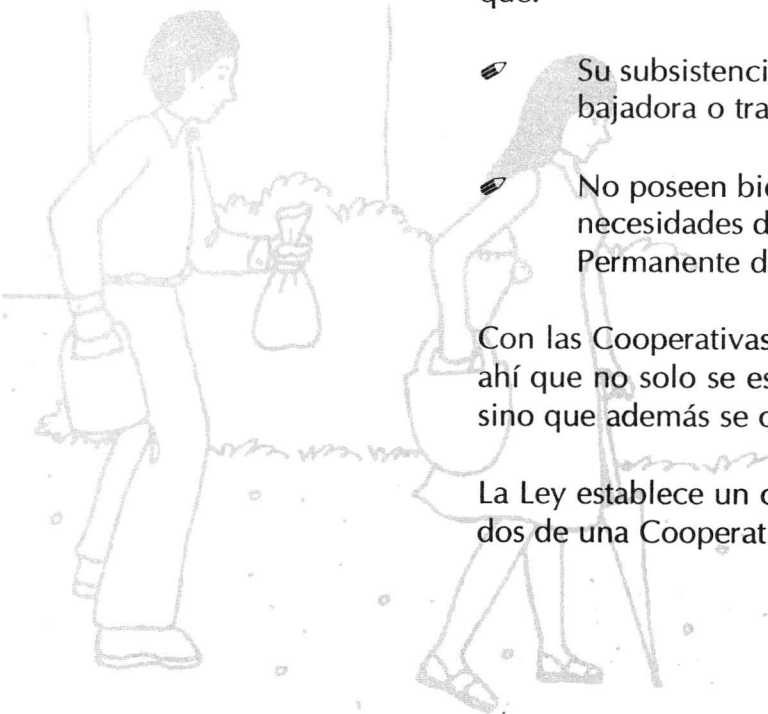 que:
Su subsistenci
bajadora o tra
No poseen bie
necesidades d
Permanente d
Con las Cooperativas
ahí que no solo se es
sino que además se c
La Ley establece un c
dos de una Cooperat